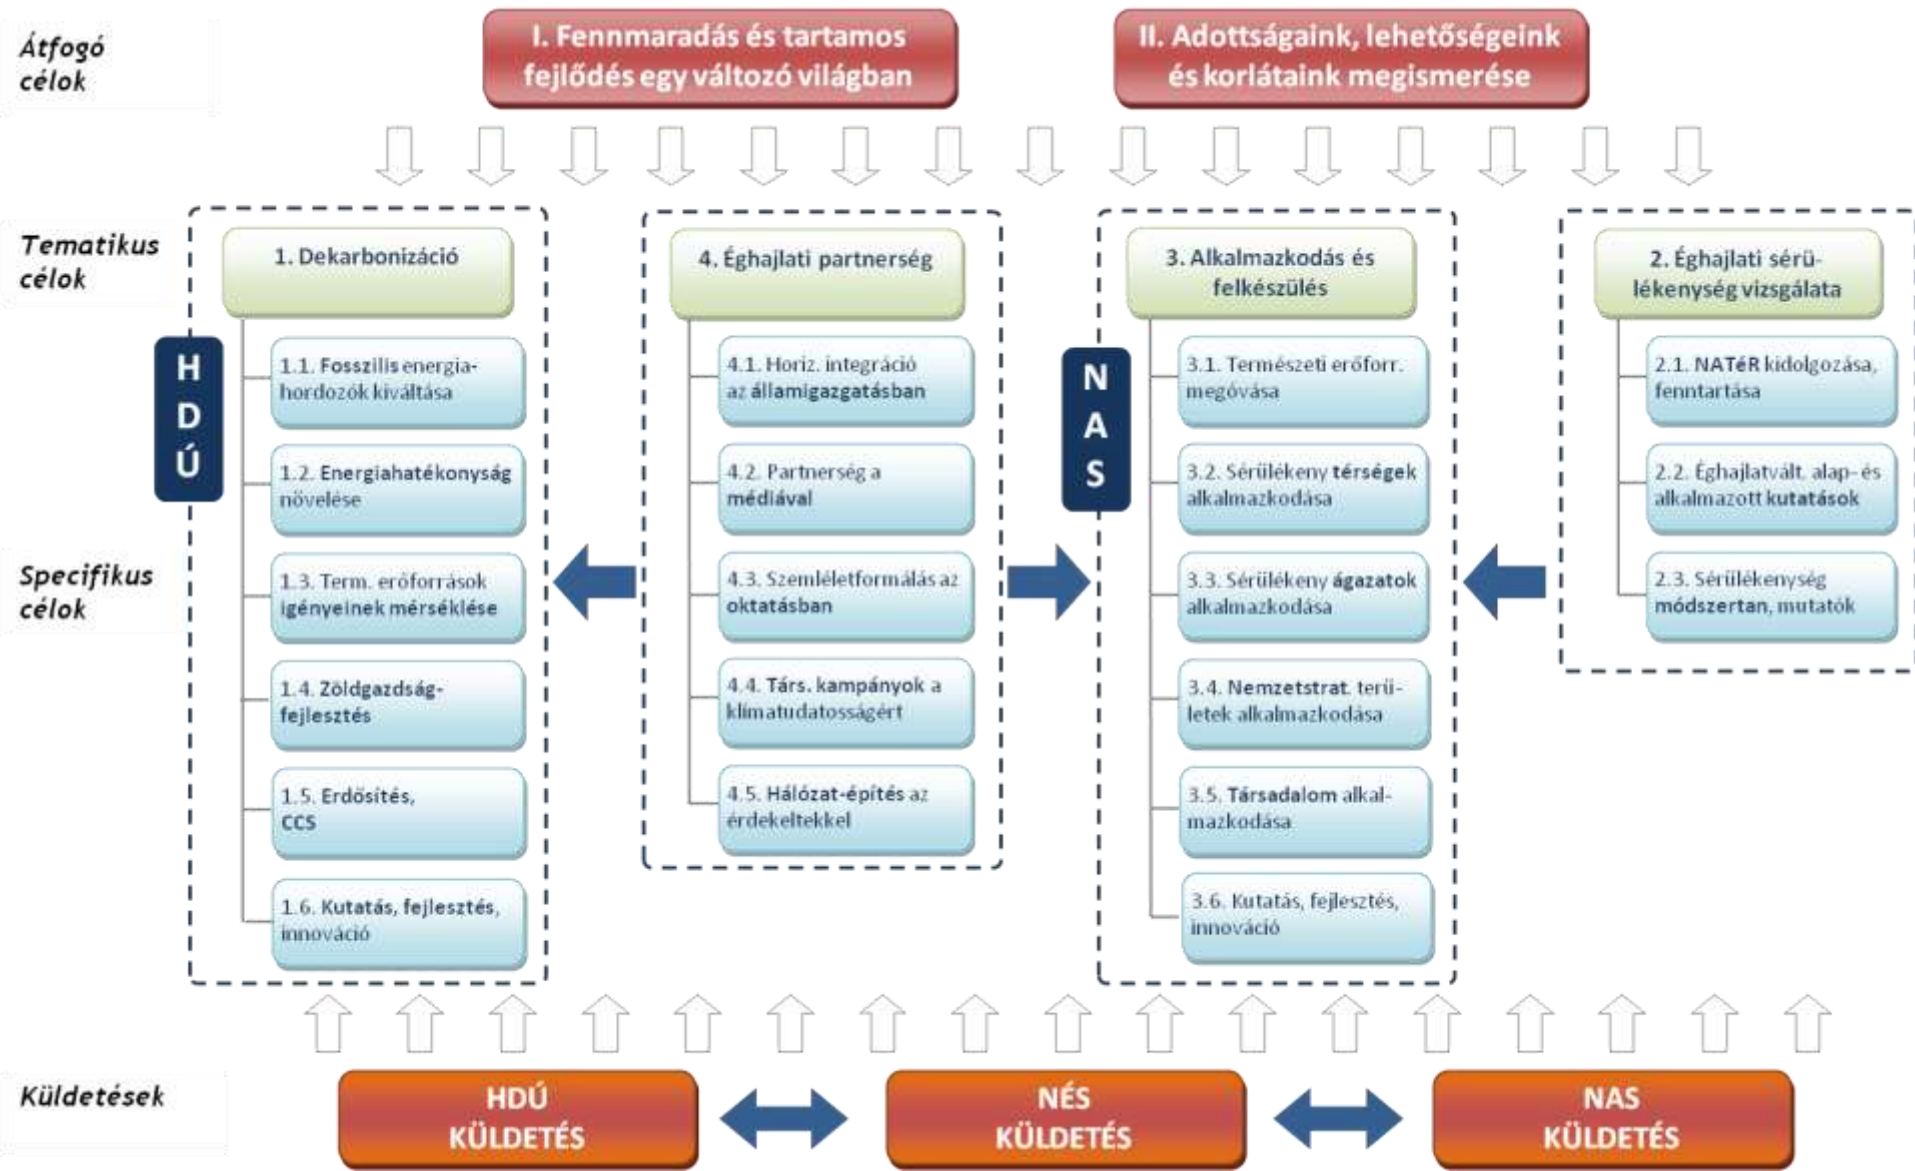 Átfogó
célok
I. Fennmaradás és tartamos
fejlődés egy változó világban
II. Adottságaink, lehetőségeink
és korlátaink megismerése
Tematikus
célok
1. Dekarbonizáció
4. Éghajlati partnerség
3. Alkalmazkodás és
felkészülés
2. Éghajlati sérü-
lékenység vizsgálata
Specifikus
célok
H
D
Ú
1.1. Fosszilis energia-
hordozók kiváltása
1.2. Energiahatékonyság
növelése
1.3. Term. erőforrások
igényeinek mérséklése
1.4. Zöldgazdság-
fejlesztés
1.5. Erdősítés,
CCS
1.6. Kutatás, fejlesztés,
innováció
4.1. Horiz. integráció
az államigazgatásban
4.2. Partnerség a
médiával
4.3. Szemléletformálás az
oktatásban
4.4. Társ. kampányok a
klímatudatosságért
4.5. Hálózat-építés az
érdekeltekkel
N
A
S
3.1. Természeti erőforr.
megóvása
3.2. Sérülékeny térségek
alkalmazkodása
3.3. Sérülékeny ágazatok
alkalmazkodása
3.4. Nemzetstrat. terü-
letek alkalmazkodása
3.5. Társadalom alkal-
mazkodása
3.6. Kutatás, fejlesztés,
innováció
2.1. NATéR kidolgozása,
fenntartása
2.2. Éghajlatvált. alap- és
alkalmazott kutatások
2.3. Sérülékenység
módszertan, mutatók
Küldetések
HDÚ
KÜLDETÉS
NÉS
KÜLDETÉS
NAS
KÜLDETÉS